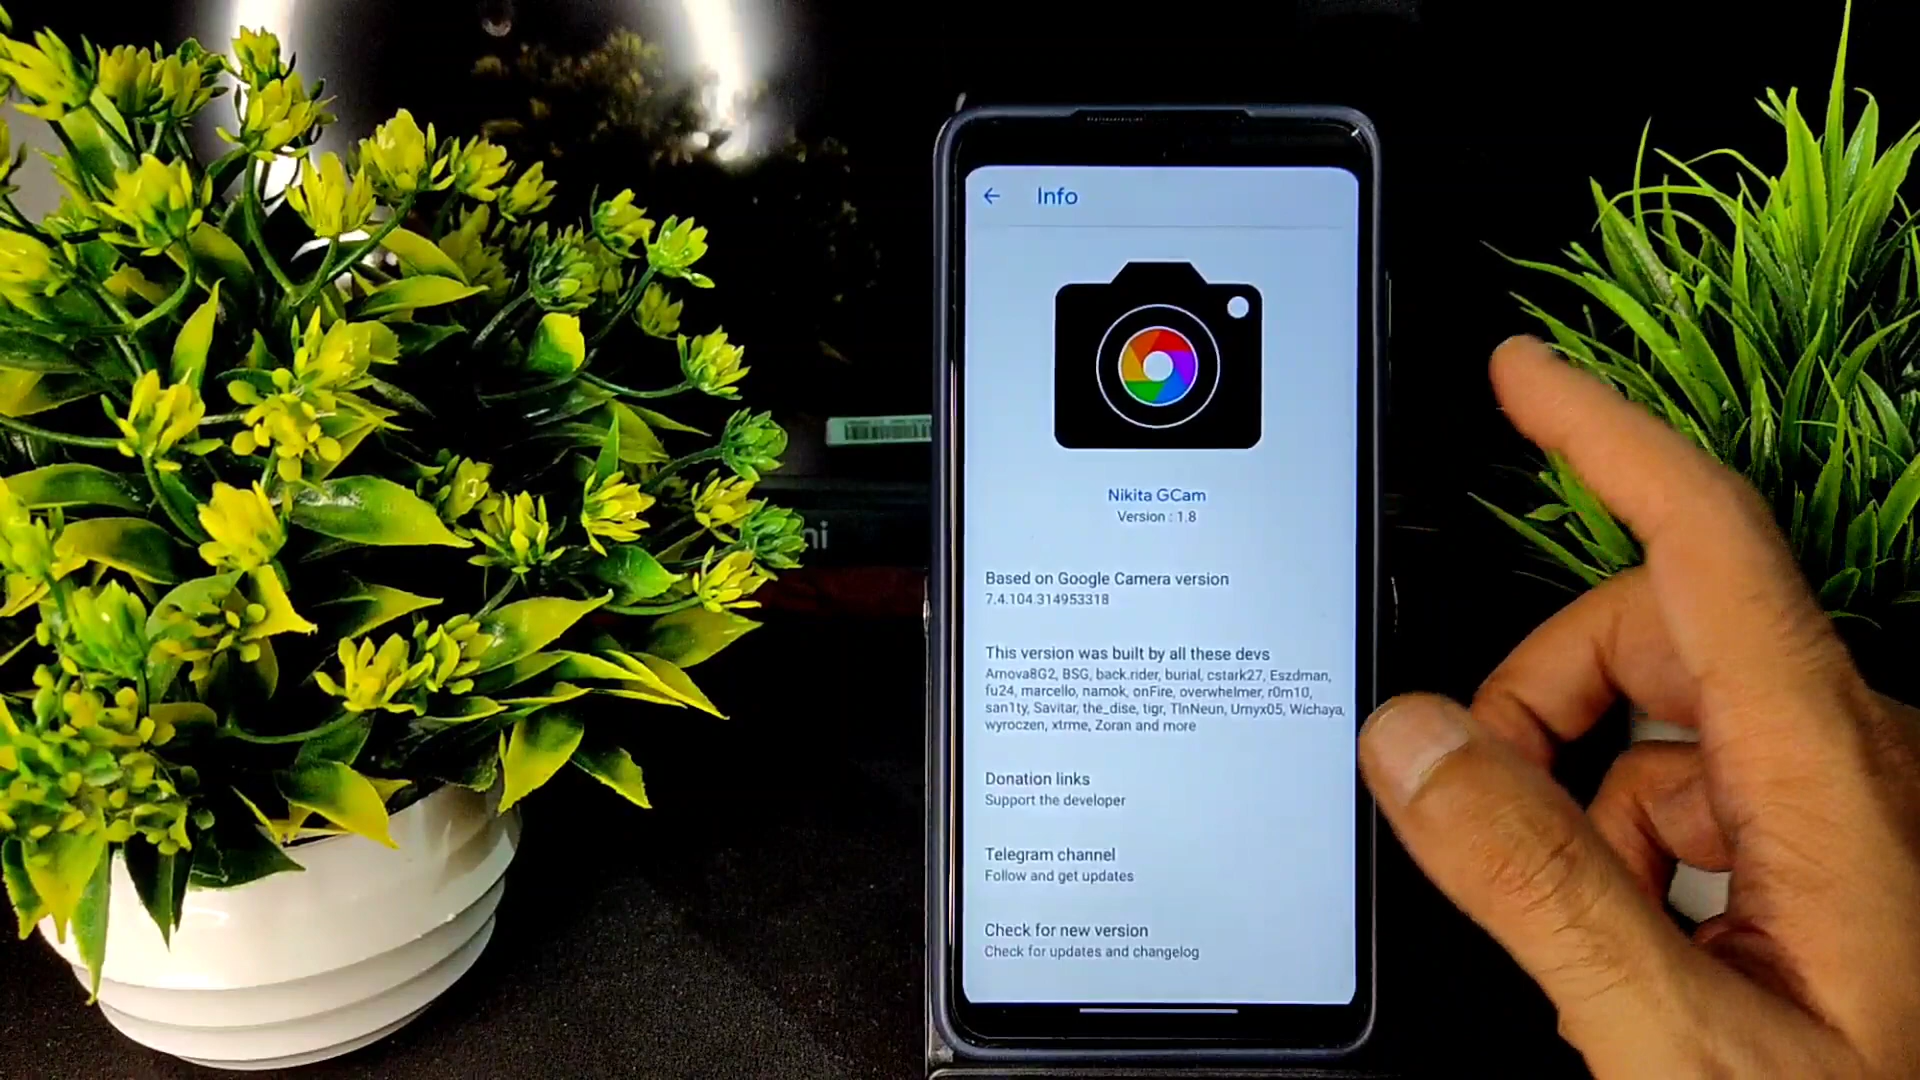 Info
Nikita GCam
Version : 1.8
Based on Google Camera version
7.4.104.314953318
This version was built by all these devs
Arnova8G2, BSG, back.rider, burial, cstark27, Eszdman,
fu24, marcello, namok, onFire, overwhelmer, r0m10,
san1ty, Savitar, the_dise, tigr, TlnNeun, Urnyx05, Wichaya,
wyroczen, xtrme, Zoran and more
Donation links
Support the developer
Telegram channel
Follow and get updates
Check for new version
Check for updates and changelog